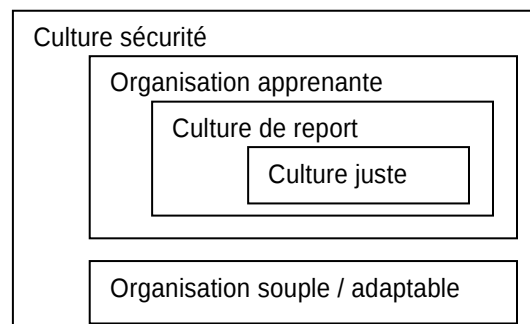 Culture sécurité
Organisation apprenante
Culture de report
Culture juste
Organisation souple / adaptable